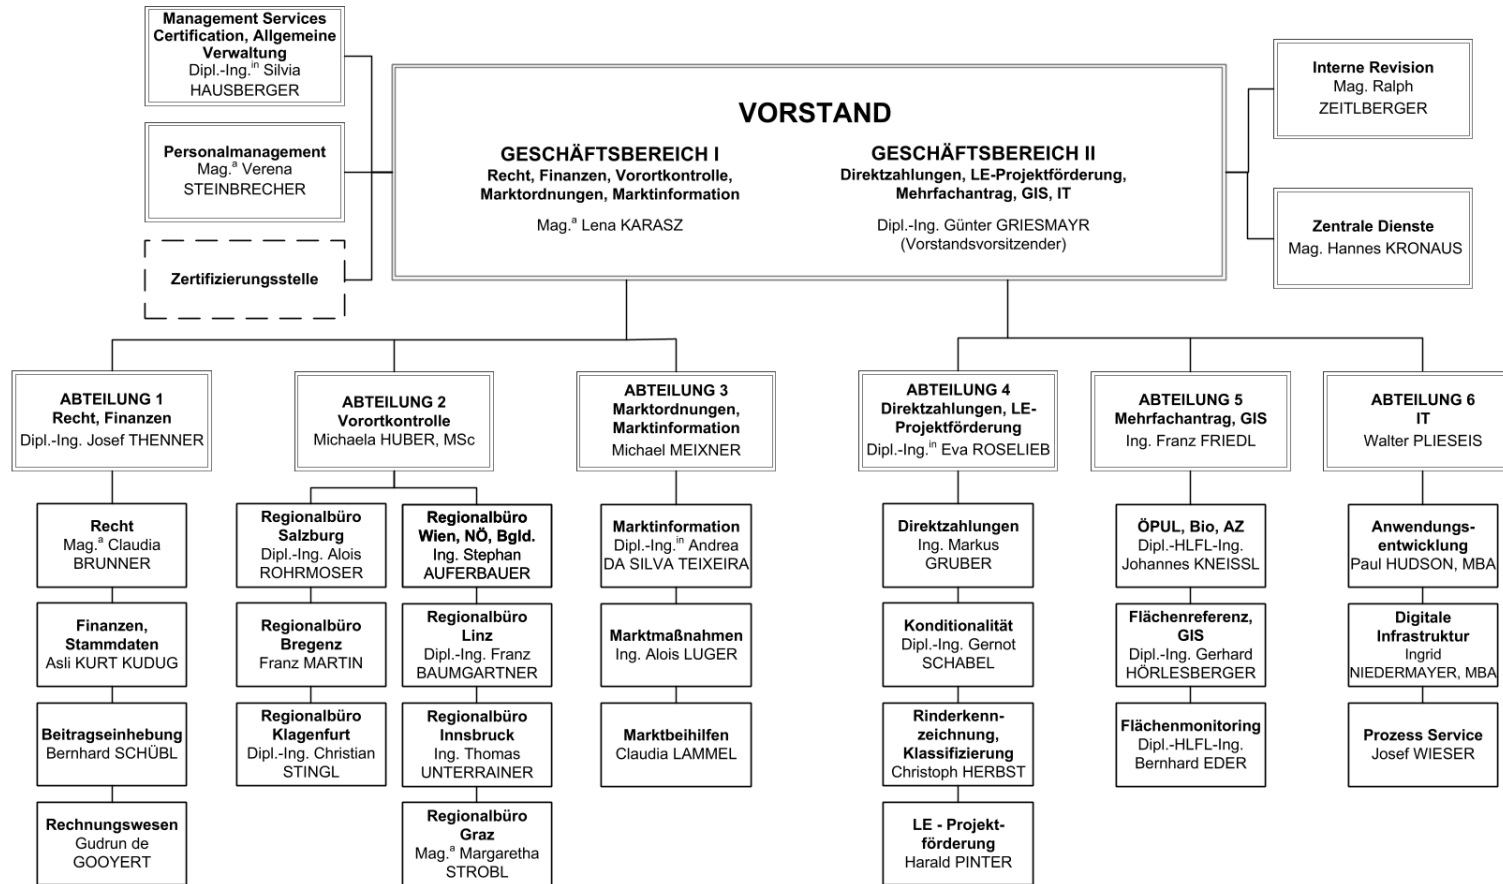 Management Services
Certification, Allgemeine
Verwaltung
Dipl.-Ing.in Silvia
HAUSBERGER
Personalmanagement
Mag.a Verena
STEINBRECHER
Zertifizierungsstelle
VORSTAND
GESCHÄFTSBEREICH I
Recht, Finanzen, Vorortkontrolle,
Marktordnungen, Marktinformation
Mag.a Lena KARASZ
GESCHÄFTSBEREICH II
Direktzahlungen, LE-Projektförderung,
Mehrfachantrag, GIS, IT
Dipl.-Ing. Günter GRIESMAYR
(Vorstandsvorsitzender)
Interne Revision
Mag. Ralph
ZEITLBERGER
Zentrale Dienste
Mag. Hannes KRONAUS
ABTEILUNG 1
Recht, Finanzen
Dipl.-Ing. Josef THENNER
Recht
Mag.a Claudia
BRUNNER
Finanzen,
Stammdaten
Asli KURT KUDUG
Beitragseinhebung
Bernhard SCHÜBL
Rechnungswesen
Gudrun de
GOOYERT
ABTEILUNG 2
Vorortkontrolle
Michaela HUBER, MSc
Regionalbüro
Salzburg
Dipl.-Ing. Alois
ROHRMOSER
Regionalbüro
Bregenz
Franz MARTIN
Regionalbüro
Klagenfurt
Dipl.-Ing. Christian
STINGL
Regionalbüro
Wien, NÖ, Bgld.
Ing. Stephan
AUFERBAUER
Regionalbüro
Linz
Dipl.-Ing. Franz
BAUMGARTNER
Regionalbüro
Innsbruck
Ing. Thomas
UNTERRAINER
Regionalbüro
Graz
Mag.a Margaretha
STROBL
ABTEILUNG 3
Marktordnungen,
Marktinformation
Michael MEIXNER
Marktinformation
Dipl.-Ing.in Andrea
DA SILVA TEIXEIRA
Marktmaßnahmen
Ing. Alois LUGER
Marktbeihilfen
Claudia LAMMEL
ABTEILUNG 4
Direktzahlungen, LE-
Projektförderung
Dipl.-Ing.in Eva ROSELIEB
Direktzahlungen
Ing. Markus
GRUBER
Konditionalität
Dipl.-Ing. Gernot
SCHABEL
Rinderkenn-
zeichnung,
Klassifizierung
Christoph HERBST
LE - Projekt-
förderung
Harald PINTER
ABTEILUNG 5
Mehrfachantrag, GIS
Ing. Franz FRIEDL
ÖPUL, Bio, AZ
Dipl.-HLFL-Ing.
Johannes KNEISSL
Flächenreferenz,
GIS
Dipl.-Ing. Gerhard
HÖRLESBERGER
Flächenmonitoring
Dipl.-HLFL-Ing.
Bernhard EDER
ABTEILUNG 6
IT
Walter PLIESEIS
Anwendungs-
entwicklung
Paul HUDSON, MBA
Digitale
Infrastruktur
Ingrid
NIEDERMAYER, MBA
Prozess Service
Josef WIESER